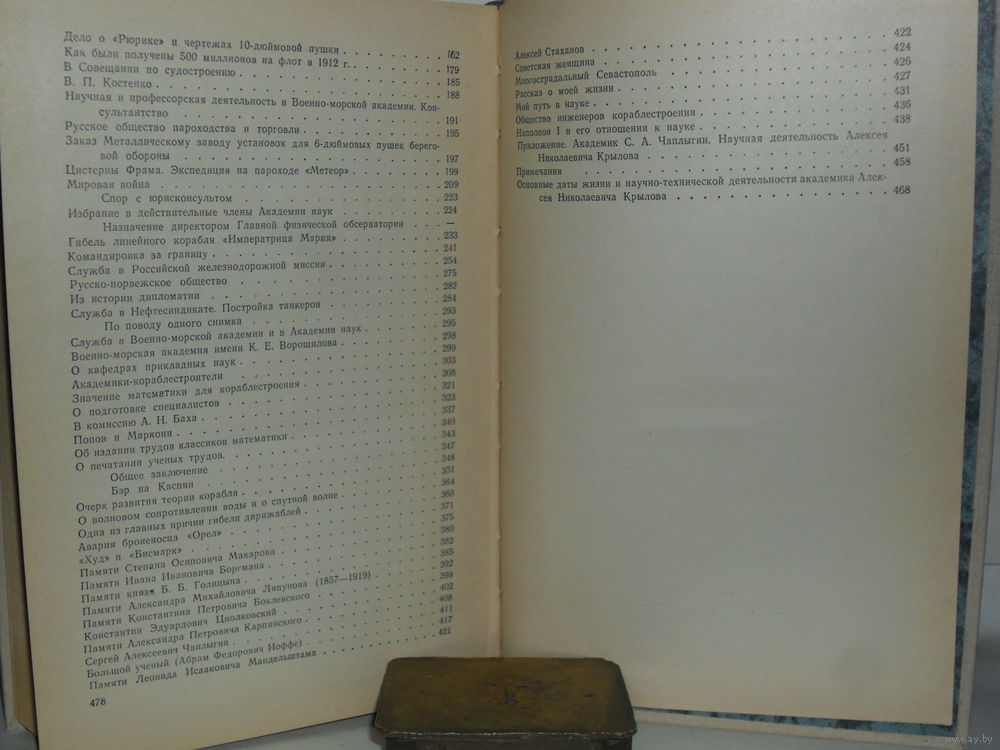 Дело о «Рюрике» и чертежах 10-дюймовой пушки . . . 162
Как были получены 500 миллионов на флот в 1912 г. . . . 179
В Совещании по судостроению . . . 185
В. П. Костенко . . . 188
Научная и профессорская деятельность в Военно-морской академии. Кон-
сультантство . . . 191
Русское общество пароходства и торговли . . . 195
Заказ Металлическому заводу установок для 6-дюймовых пушек берего-
вой обороны . . . 197
Цистерны Фрама. Экспедиция на пароходе «Метеор» . . . 199
Мировая война . . . 209
Спор с юрисконсультом . . . 223
Избрание в действительные члены Академии наук . . . 224
Назначение директором Главной физической обсерватории . . . —
Гибель линейного корабля «Императрица Мария» . . . 233
Командировка за границу . . . 241
Служба в Российской железнодорожной миссии . . . 254
Русско-норвежское общество . . . 275
Из истории дипломатии . . . 282
Служба в Нефтесиндикате. Постройка танкеров . . . 284
По поводу одного снимка . . . 293
Служба в Военно-морской академии и в Академии наук . . . 295
Военно-морская академия имени К. Е. Ворошилова . . . 298
О кафедрах прикладных наук . . . 299
Академики-кораблестроители . . . 303
Значение математики для кораблестроения . . . 308
О подготовке специалистов . . . 321
В комиссию А. Н. Баха . . . 323
Попов и Маркони . . . 337
Об издании трудов классиков математики . . . 340
О печатании ученых трудов. . . . 343
Общее заключение . . . 347
Бэр на Каспии . . . 348
Очерк развития теории корабля . . . 351
О волновом сопротивлении воды и о спутной волне . . . 364
Одна из главных причин гибели дирижаблей . . . 368
Авария броненосца «Орел» . . . 371
«Худ» и «Бисмарк» . . . 375
Памяти Степана Осиповича Макарова . . . 380
Памяти Ивана Ивановича Боргмана . . . 382
Памяти князя Б. Б. Голицына . . . 385
Памяти Александра Михайловича Ляпунова (1857—1919) . . . 392
Памяти Константина Петровича Боклевского . . . 398
Константин Эдуардович Циолковский . . . 402
Памяти Александра Петровича Карпинского . . . 408
Сергей Алексеевич Чаплыгин . . . 411
Большой ученый (Абрам Федорович Иоффе) . . . 417
Памяти Леонида Исааковича Мандельштама . . . 421
478
Алексей Стаханов . . . 422
Советская женщина . . . 424
Многострадальный Севастополь . . . 426
Рассказ о моей жизни . . . 427
Мой путь в науке . . . 431
Общество инженеров кораблестроения . . . 436
Наполеон I в его отношении к науке . . . 438
Приложение. Академик С. А. Чаплыгин. Научная деятельность Алексея
Николаевича Крылова . . . 451
Примечания . . . 458
Основные даты жизни и научно-технической деятельности академика Алек-
сея Николаевича Крылова . . . 468
www.ay.by